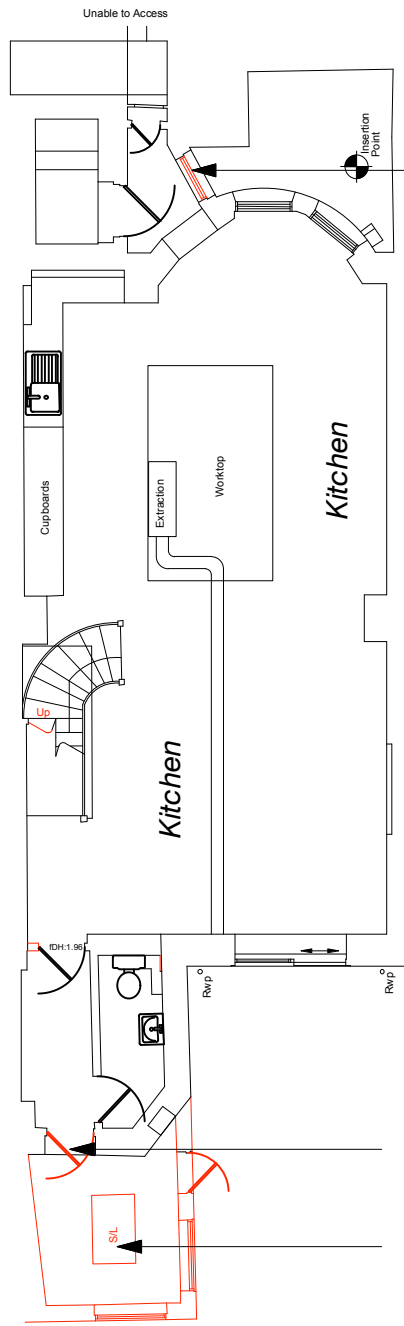 Unable to Access
Insertion
Point
Cupboards
Extraction
Worktop
Kitchen
Up
Kitchen
fDH:1.96
Rwp
Rwp
S/L